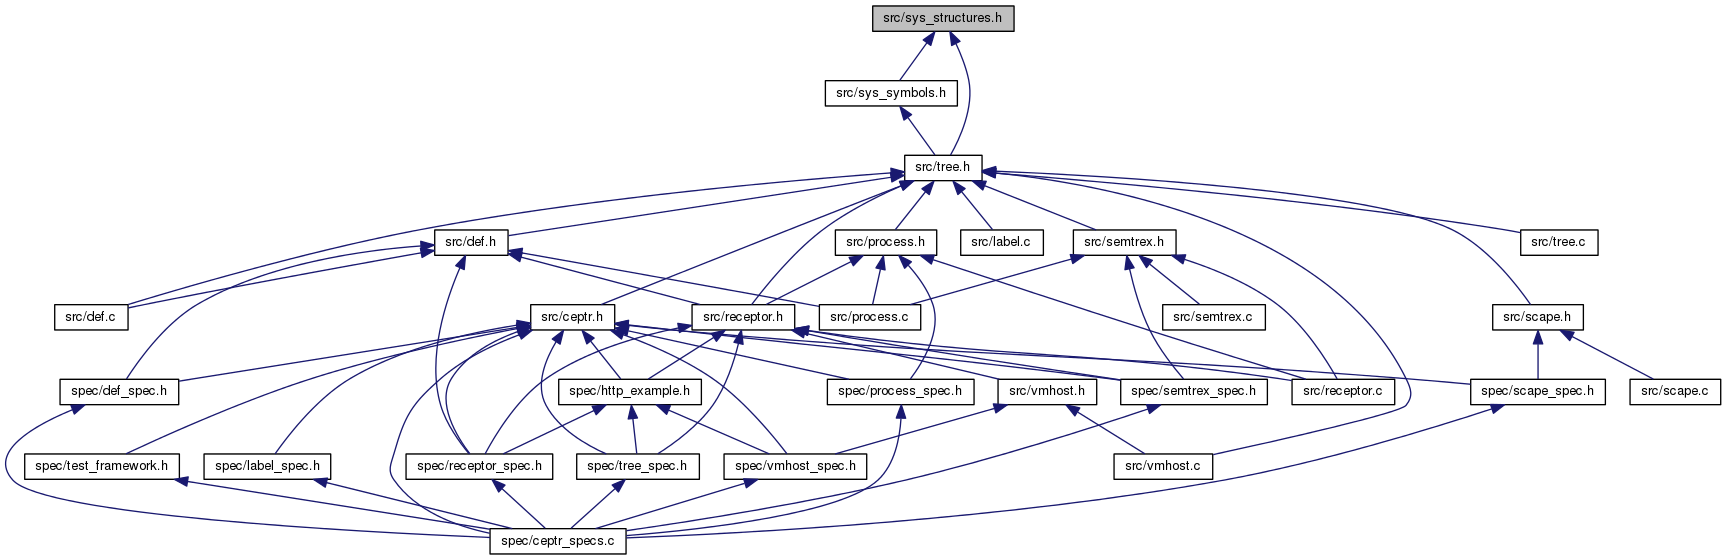 src/sys_structures.h
src/sys_symbols.h
src/tree.h
src/def.h
src/process.h
src/label.c
src/semtrex.h
src/tree.c
src/def.c
src/ceptr.h
src/receptor.h
src/process.c
src/semtrex.c
src/scape.h
spec/def_spec.h
spec/http_example.h
spec/process_spec.h
src/vmhost.h
spec/semtrex_spec.h
src/receptor.c
spec/scape_spec.h
src/scape.c
spec/test_framework.h
spec/label_spec.h
spec/receptor_spec.h
spec/tree_spec.h
spec/vmhost_spec.h
src/vmhost.c
spec/ceptr_specs.c